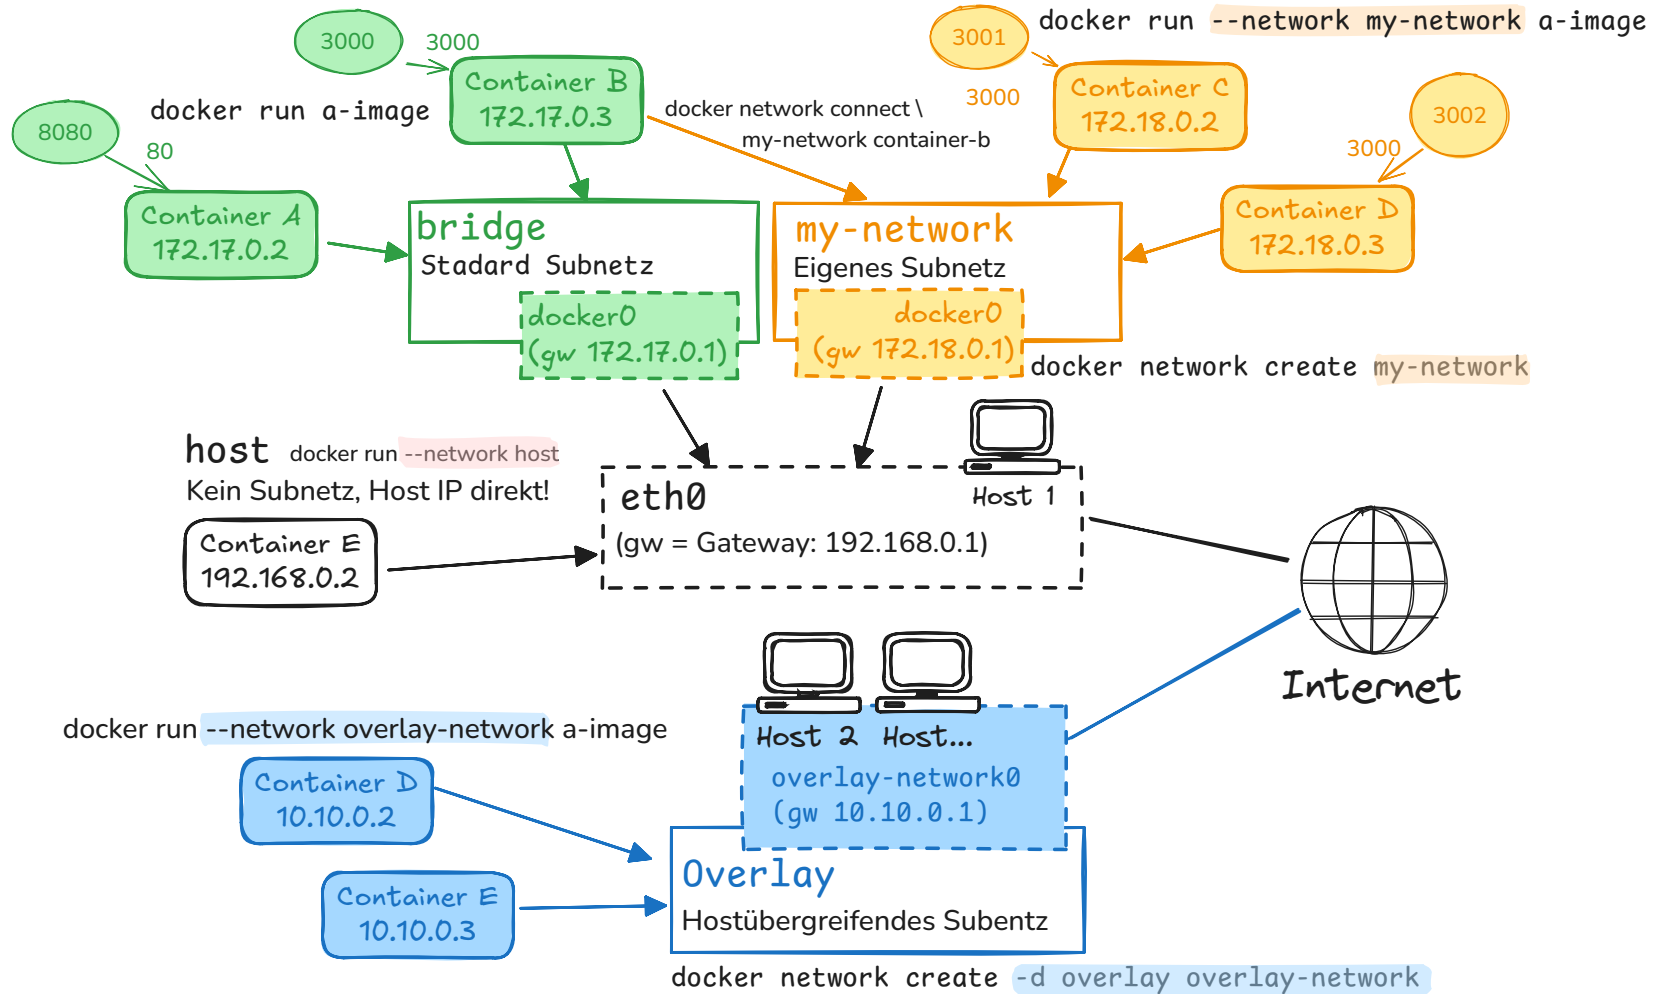 docker run --network my-network a-image
3000
3000
3001
Container B
172.17.0.3
3000
Container C
172.18.0.2
3002
docker run a-image
docker network connect \
my-network container-b
8080
80
3000
Container A
172.17.0.2
Container D
172.18.0.3
bridge
Stadard Subnetz
docker0
(gw 172.17.0.1)
my-network
Eigenes Subnetz
docker0
(gw 172.18.0.1)
docker network create my-network
host docker run --network host
Kein Subnetz, Host IP direkt!
Container E
192.168.0.2
eth0
Host 1
(gw = Gateway: 192.168.0.1)
Internet
docker run --network overlay-network a-image
Container D
10.10.0.2
Container E
10.10.0.3
Host 2 Host...
overlay-network0
(gw 10.10.0.1)
Overlay
Hostübergreifendes Subentz
docker network create -d overlay overlay-network